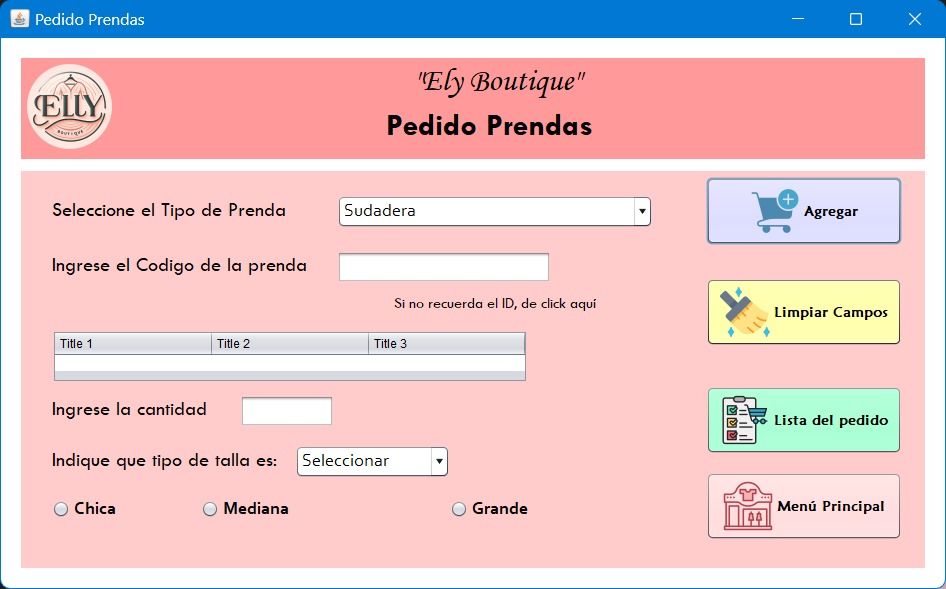 Pedido Prendas
"Ely Boutique"
ELLY
BOUTIQUE
Pedido Prendas
Seleccione el Tipo de Prenda
Sudadera
Agregar
Ingrese el Codigo de la prenda
Si no recuerda el ID, de click aquí
Limpiar Campos
Title 1 Title 2 Title 3
Ingrese la cantidad
Lista del pedido
Indique que tipo de talla es:
Seleccionar
Chica Mediana Grande
Menú Principal